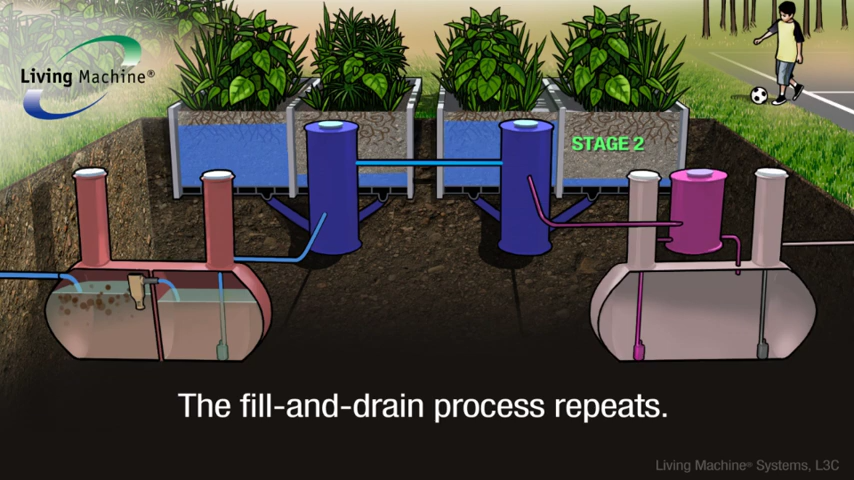 Living Machine®
STAGE 2
The fill-and-drain process repeats.
Living Machine® Systems, L3C